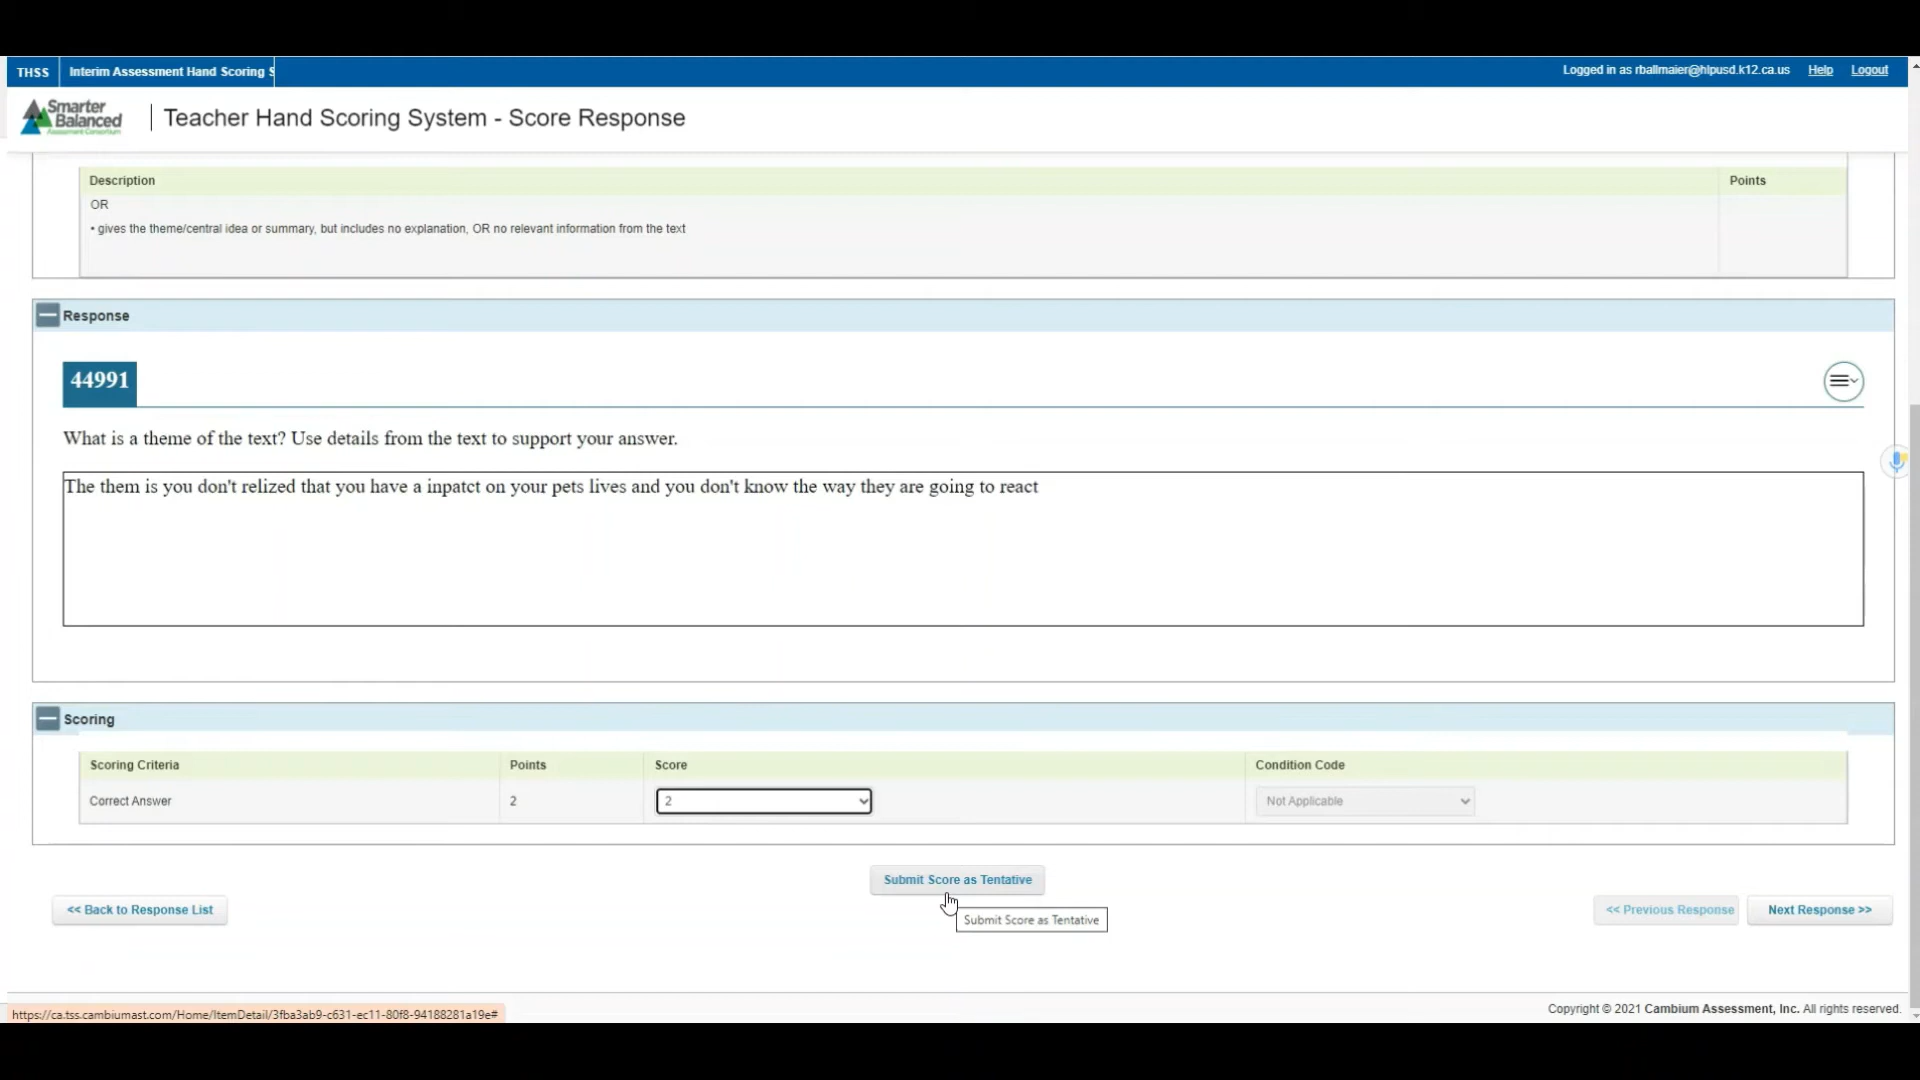 THSS Interim Assessment Hand Scoring S Logged in as rballmaier@hlpusd.k12.ca.us Help Logout
Smarter
Balanced
Assessment Consortium
Teacher Hand Scoring System - Score Response
Description Points
OR
• gives the theme/central idea or summary, but includes no explanation, OR no relevant information from the text
Response
44991
What is a theme of the text? Use details from the text to support your answer.
The them is you don't relized that you have a inpatct on your pets lives and you don't know the way they are going to react
Scoring
Scoring Criteria Points Score Condition Code
Correct Answer 2 2 Not Applicable
Submit Score as Tentative
<< Back to Response List Submit Score as Tentative << Previous Response Next Response >>
Copyright © 2021 Cambium Assessment, Inc. All rights reserved.
https://ca.tss.cambiumast.com/Home/ItemDetail/3fba3ab9-c631-ec11-80f8-94188281a19e#